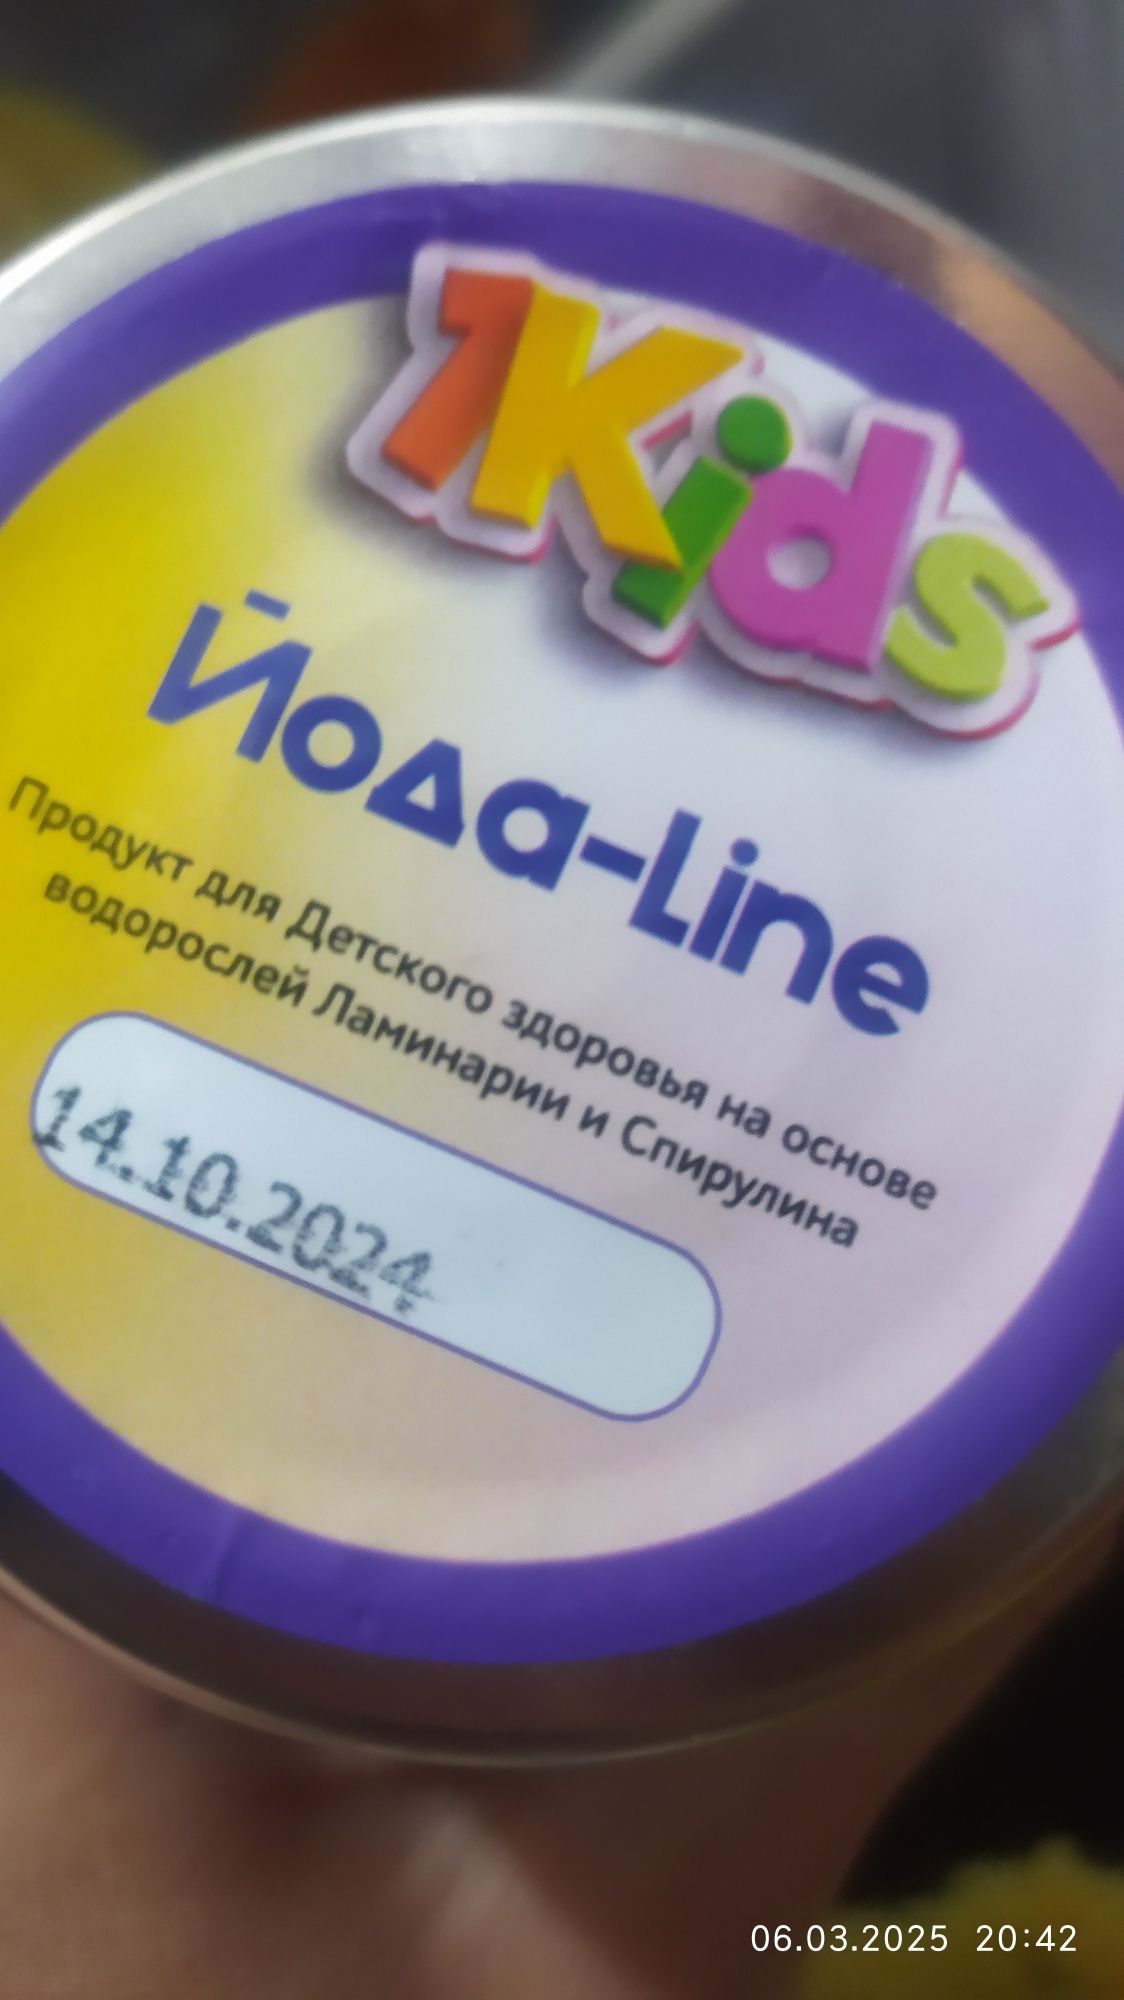 1Kids
Йода-Line
Продукт для Детского здоровья на основе
водорослей Ламинарии и Спирулина
14.10.2024
06.03.2025 20:42